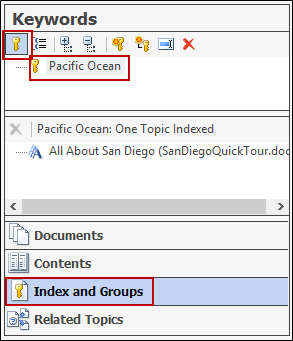 Keywords
Pacific Ocean
Pacific Ocean: One Topic Indexed
All About San Diego (SanDiegoQuickTour.doc
Documents
Contents
Index and Groups
Related Topics